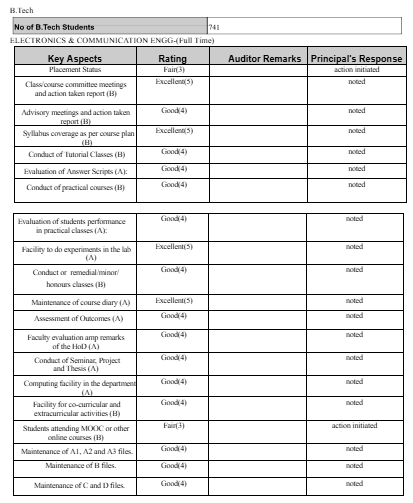 B.Tech
No of B.Tech Students 741
ELECTRONICS & COMMUNICATION ENGG-(Full Time)
Key Aspects Rating Auditor Remarks Principal's Response
Placement Status Fair(3) action initiated
Class/course committee meetings Excellent(5) noted
and action taken report (B)
Advisory meetings and action taken Good(4) noted
report (B)
Syllabus coverage as per course plan Excellent(5) noted
(B)
Conduct of Tutorial Classes (B) Good(4) noted
Evaluation of Answer Scripts (A): Good(4) noted
Conduct of practical courses (B) Good(4) noted
Evaluation of students performance Good(4) noted
in practical classes (A):
Facility to do experiments in the lab Excellent(5) noted
(A)
Conduct or remedial/minor/ Good(4) noted
honours classes (B)
Maintenance of course diary (A) Excellent(5) noted
Assessment of Outcomes (A) Good(4) noted
Faculty evaluation amp remarks Good(4) noted
of the HoD (A)
Conduct of Seminar, Project Good(4) noted
and Thesis (A)
Computing facility in the department Good(4) noted
(A)
Facility for co-curricular and Good(4) noted
extracurricular activities (B)
Students attending MOOC or other Fair(3) action initiated
online courses (B)
Maintenance of A1, A2 and A3 files. Good(4) noted
Maintenance of B files. Good(4) noted
Maintenance of C and D files. Good(4) noted